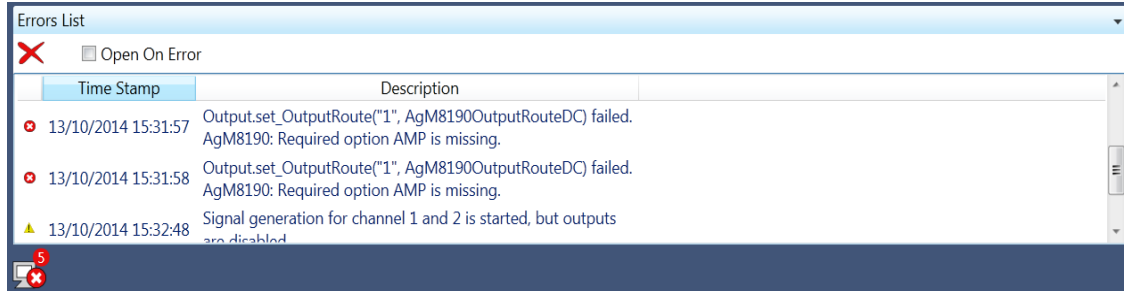 Errors List
Open On Error
Time Stamp Description
13/10/2014 15:31:57 Output.set_OutputRoute("1", AgM8190OutputRouteDC) failed.
AgM8190: Required option AMP is missing.
13/10/2014 15:31:58 Output.set_OutputRoute("1", AgM8190OutputRouteDC) failed.
AgM8190: Required option AMP is missing.
13/10/2014 15:32:48 Signal generation for channel 1 and 2 is started, but outputs
are disabled
5